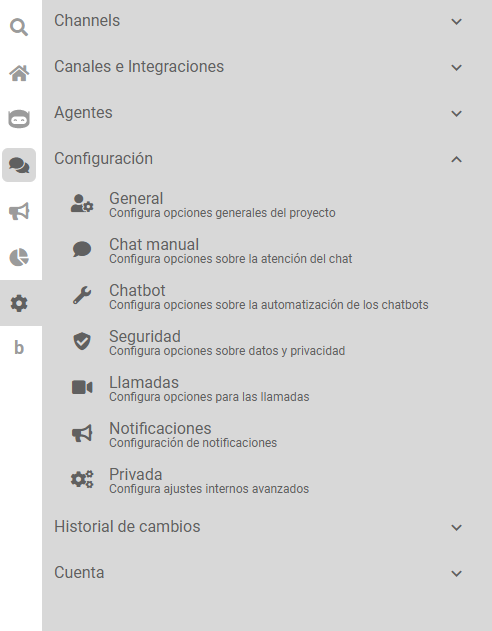 Channels
Canales e Integraciones
Agentes
Configuración
General
Configura opciones generales del proyecto
Chat manual
Configura opciones sobre la atención del chat
Chatbot
Configura opciones sobre la automatización de los chatbots
Seguridad
Configura opciones sobre datos y privacidad
Llamadas
Configura opciones para las llamadas
Notificaciones
Configuración de notificaciones
Privada
Configura ajustes internos avanzados
Historial de cambios
Cuenta
b